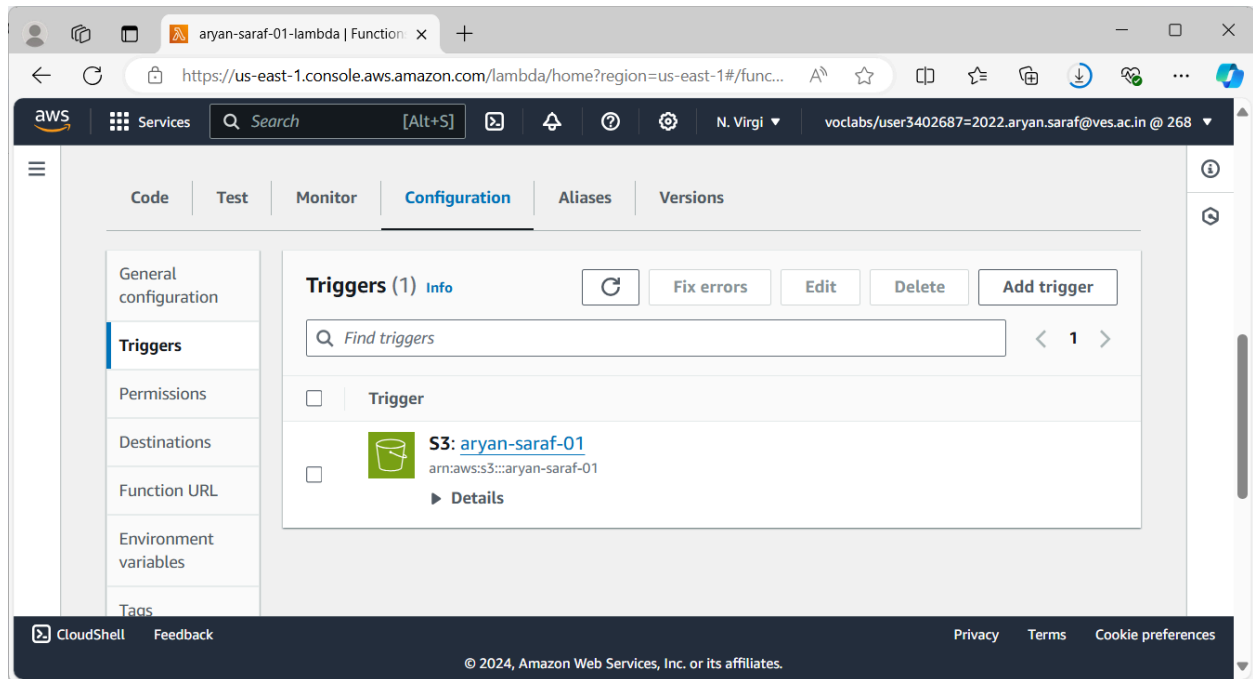 aryan-saraf-01-lambda | Function
https://us-east-1.console.aws.amazon.com/lambda/home?region=us-east-1#/func...
aws Services Search [Alt+S] N. Virgi ▼ voclabs/user3402687=2022.aryan.saraf@ves.ac.in @ 268 ▼
Code Test Monitor Configuration Aliases Versions
General
configuration
Triggers
Permissions
Destinations
Function URL
Environment
variables
Tags
Triggers (1) Info Fix errors Edit Delete Add trigger
Find triggers 1
Trigger
S3: aryan-saraf-01
arn:aws:s3:::aryan-saraf-01
▶ Details
CloudShell Feedback Privacy Terms Cookie preferences
© 2024, Amazon Web Services, Inc. or its affiliates.